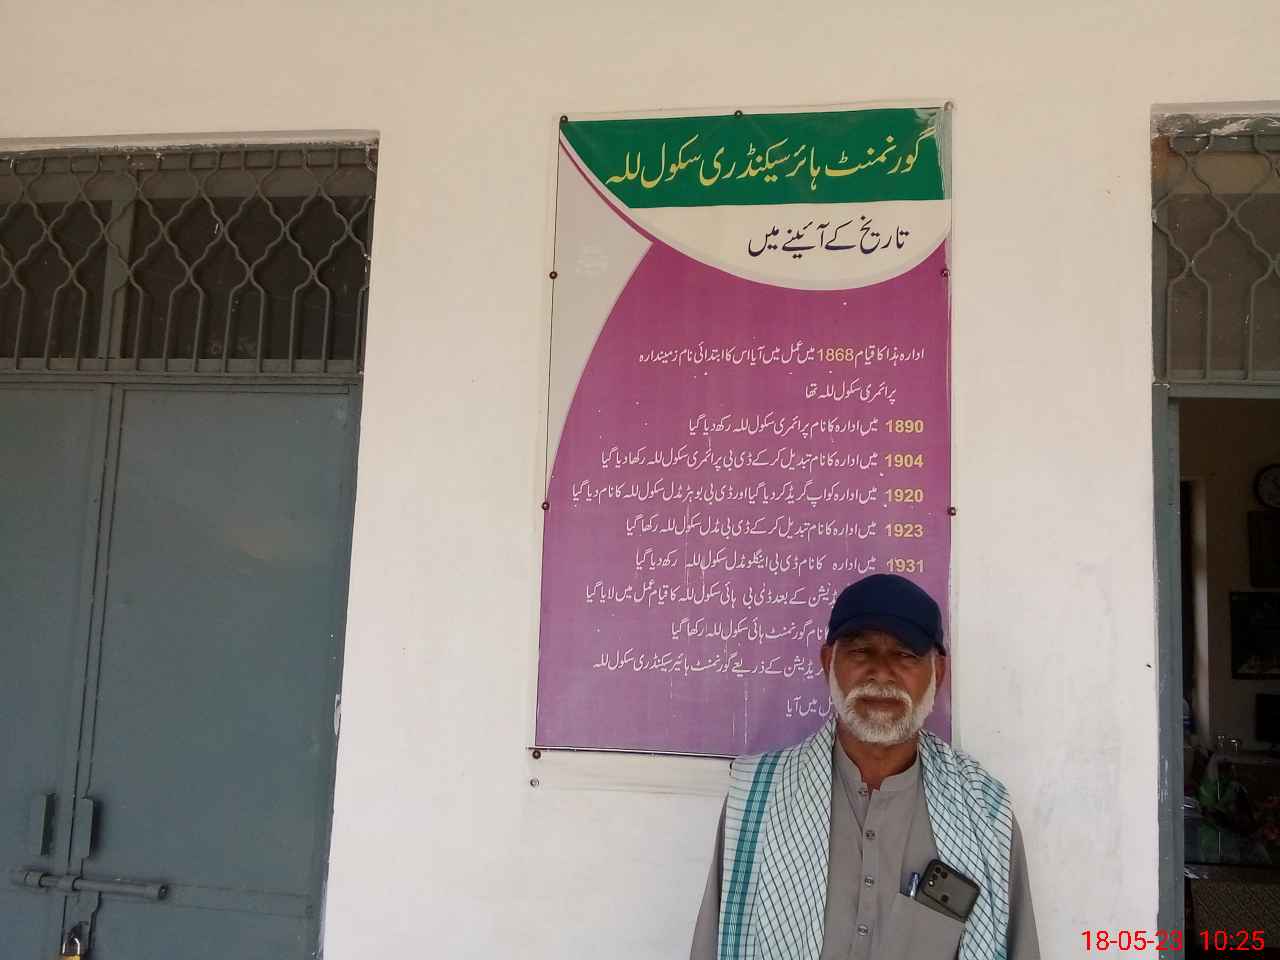 گورنمنٹ ہائر سیکنڈری سکول للہ
تاریخ کے آئینے میں
ادارہ ہذا کا قیام 1868 میں عمل میں آیا اس کا ابتدائی نام زمیندارہ
پرائمری سکول للہ تھا
1890 میں ادارہ کا نام پرائمری سکول للہ رکھ دیا گیا
1904 میں ادارہ کا نام تبدیل کر کے ڈی بی پرائمری سکول للہ رکھا دیا گیا
1920 میں ادارہ کو اپ گریڈ کر دیا گیا اور ڈی بی بوہڑ مڈل سکول للہ کا نام دیا گیا
1923 میں ادارہ کا نام تبدیل کر کے ڈی بی مڈل سکول للہ رکھا گیا
1931 میں ادارہ کا نام ڈی بی اینگلو مڈل سکول للہ رکھ دیا گیا
کے بعد ڈی بی ہائی سکول للہ کا قیام عمل میں لایا گیا
نام گورنمنٹ ہائی سکول للہ رکھا گیا
کے ذریعے گورنمنٹ ہائیر سیکنڈری سکول للہ
میں آیا
18-05-23 10:25